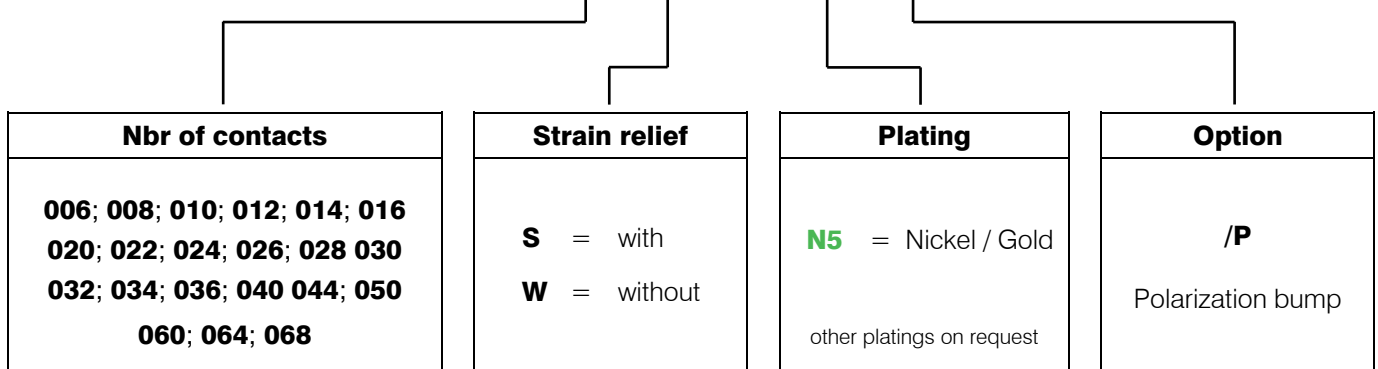 Nbr of contacts
006; 008; 010; 012; 014; 016
020; 022; 024; 026; 028 030
032; 034; 036; 040 044; 050
060; 064; 068
Strain relief
S = with
W = without
Plating
N5 = Nickel / Gold
other platings on request
Option
/P
Polarization bump